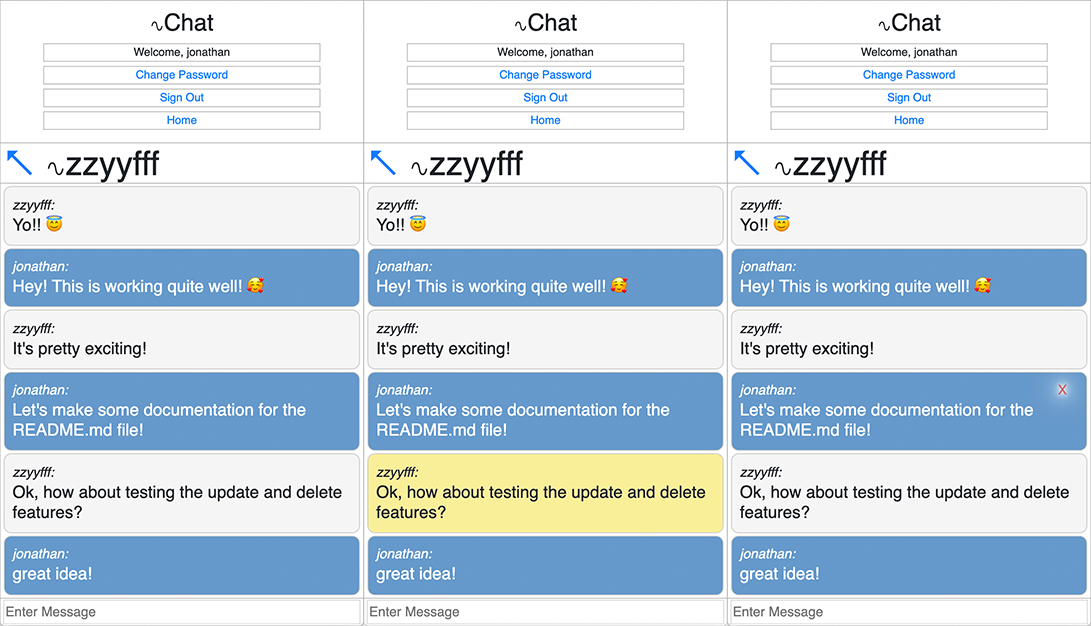 ∿Chat
Welcome, jonathan
Change Password
Sign Out
Home
∿zzyyfff
zzyyfff:
Yo!! 😇
jonathan:
Hey! This is working quite well! 🥰
zzyyfff:
It's pretty exciting!
jonathan:
Let's make some documentation for the
README.md file!
zzyyfff:
Ok, how about testing the update and delete
features?
jonathan:
great idea!
Enter Message
∿Chat
Welcome, jonathan
Change Password
Sign Out
Home
∿zzyyfff
zzyyfff:
Yo!! 😇
jonathan:
Hey! This is working quite well! 🥰
zzyyfff:
It's pretty exciting!
jonathan:
Let's make some documentation for the
README.md file!
zzyyfff:
Ok, how about testing the update and delete
features?
jonathan:
great idea!
Enter Message
∿Chat
Welcome, jonathan
Change Password
Sign Out
Home
∿zzyyfff
zzyyfff:
Yo!! 😇
jonathan:
Hey! This is working quite well! 🥰
zzyyfff:
It's pretty exciting!
jonathan: X
Let's make some documentation for the
README.md file!
zzyyfff:
Ok, how about testing the update and delete
features?
jonathan:
great idea!
Enter Message